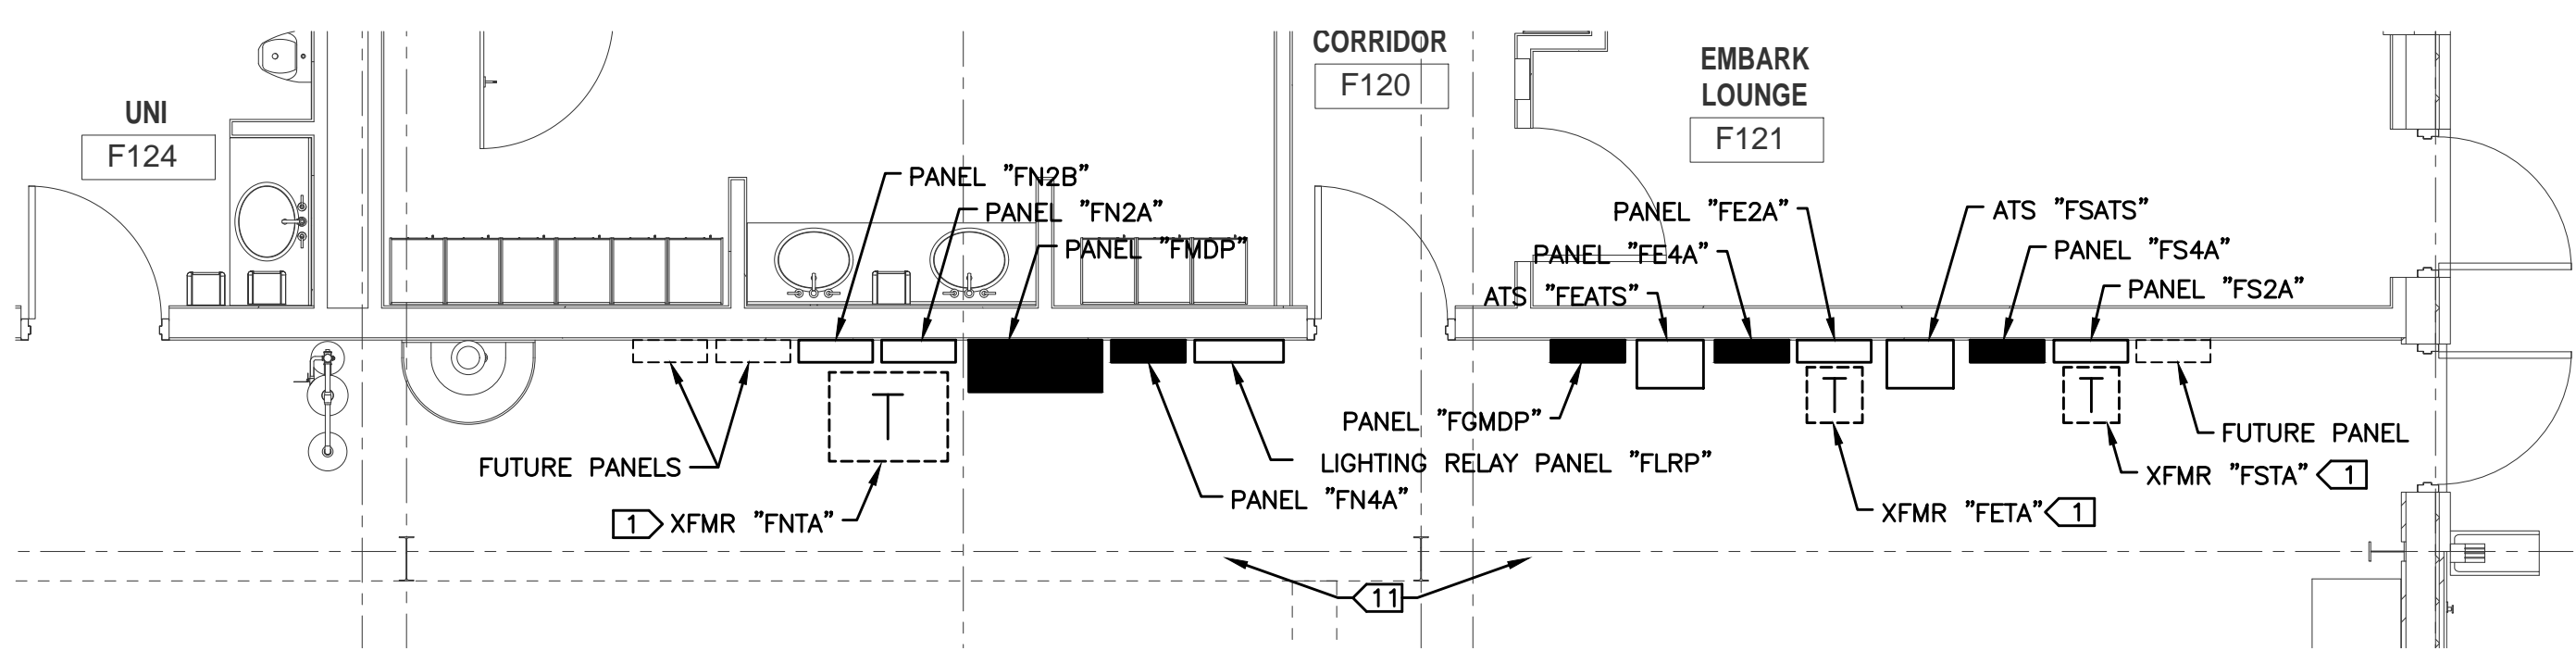 CORRIDOR
F120
EMBARK
LOUNGE
F121
UNI
F124
PANEL "FN2B"
PANEL "FN2A"
PANEL "FMDP"
PANEL "FE2A"
ATS "FSATS"
PANEL "FE4A"
PANEL "FS4A"
ATS "FEATS"
PANEL "FS2A"
T
T
T
PANEL "FGMDP"
FUTURE PANEL
FUTURE PANELS
LIGHTING RELAY PANEL "FLRP"
XFMR "FSTA" 1
PANEL "FN4A"
1 XFMR "FNTA"
XFMR "FETA" 1
11